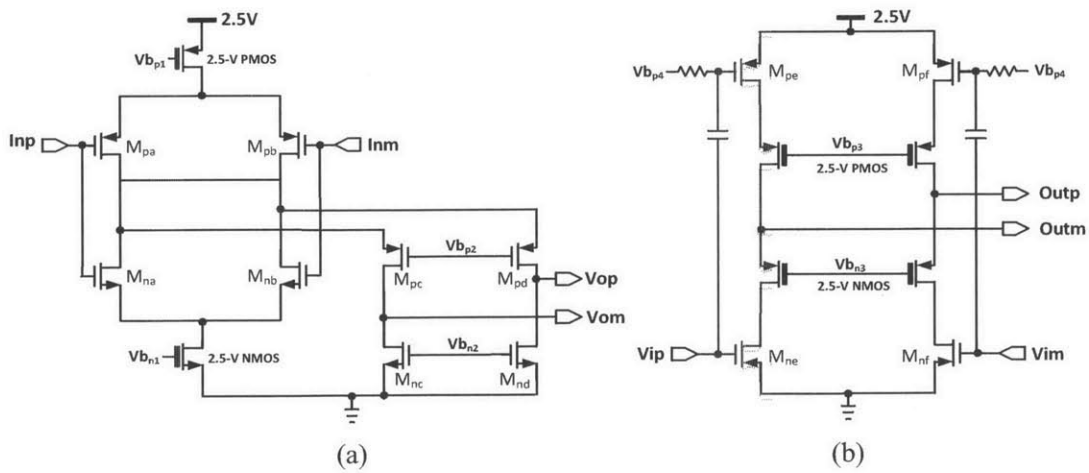 2.5V
Vbp1
2.5-V PMOS
Inp
Mpa
Mpb
Inm
Mna
Mnb
Vbp2
Mpc
Mpd
Vop
Vom
Vbn1
2.5-V NMOS
Vbn2
Mnc
Mnd
(a)
2.5V
Vbp4
Mpe
Mpf
Vbp4
Vbp3
2.5-V PMOS
Outp
Outm
Vbn3
2.5-V NMOS
Vip
Mne
Mnf
Vim
(b)